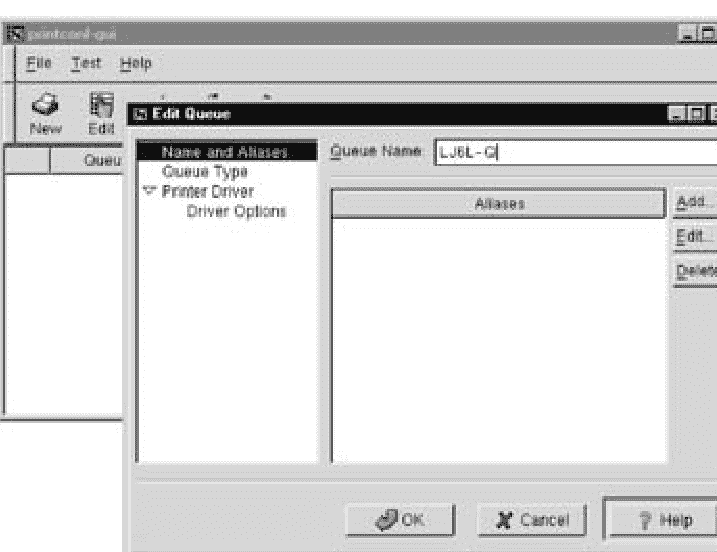 printconf-gui
File Test Help
New Edit
Queu
Edit Queue
Name and Aliases
Queue Type
Printer Driver
Driver Options
Queue Name: LJ6L-G
Aliases
Add...
Edit...
Delete
OK Cancel Help